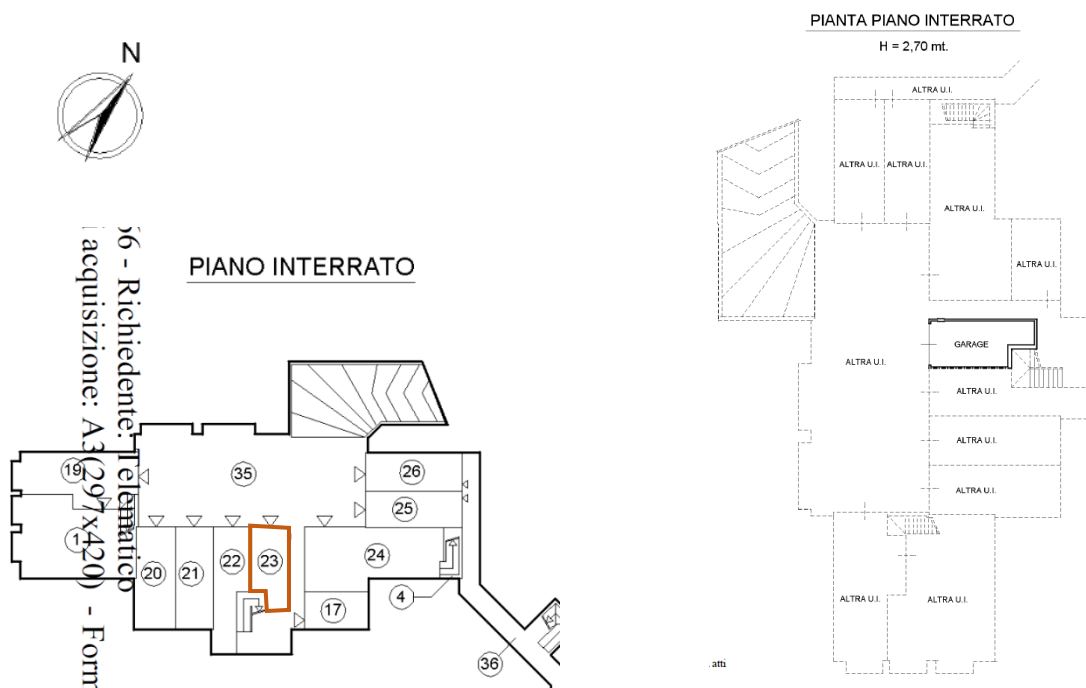 N
56 - Richiedente: Telematico
acquisizione: A3(297x420) - Form
PIANO INTERRATO
19
35
26
25
1
20
21
22
23
24
4
17
36
PIANTA PIANO INTERRATO
H = 2,70 mt.
ALTRA U.I.
ALTRA U.I.
ALTRA U.I.
ALTRA U.I.
ALTRA U.I.
GARAGE
ALTRA U.I.
ALTRA U.I.
ALTRA U.I.
ALTRA U.I.
ALTRA U.I.
ALTRA U.I.
.atti